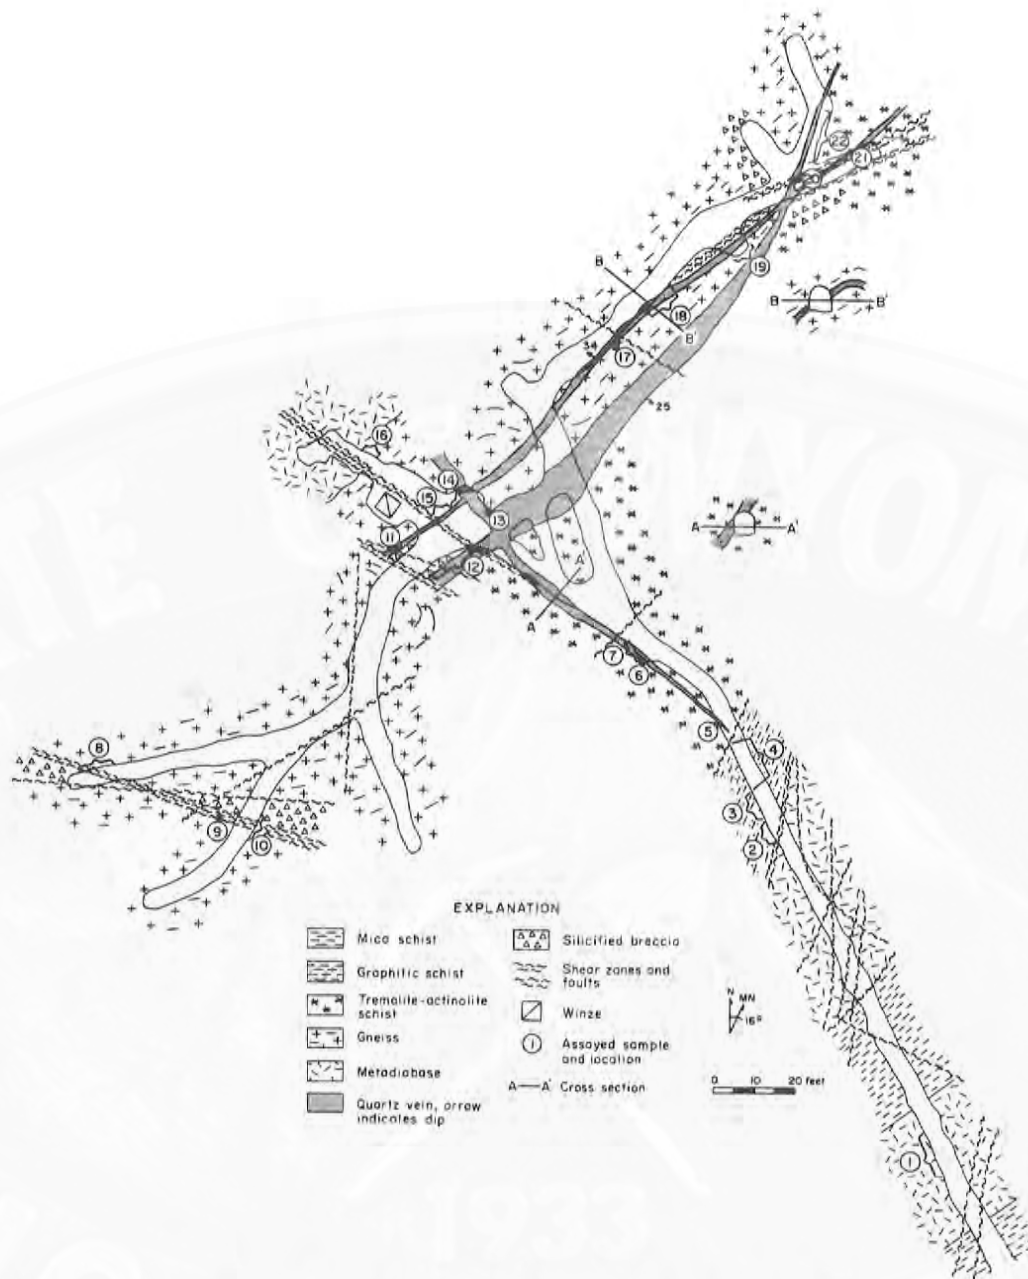 22
21
20
19
B
B B'
18
B'
17
34
25
16
14
15
13
11
12
A A'
A'
A
7
6
5
4
3
2
8
9
10
1
EXPLANATION
Mica schist
Graphitic schist
Tremolite-actinolite
schist
Gneiss
Metadiabase
Quartz vein, arrow
indicates dip
Silicified breccia
Shear zones and
faults
Winze
1 Assayed sample
and location
A—A' Cross section
N MN
16°
0 10 20 feet
1933